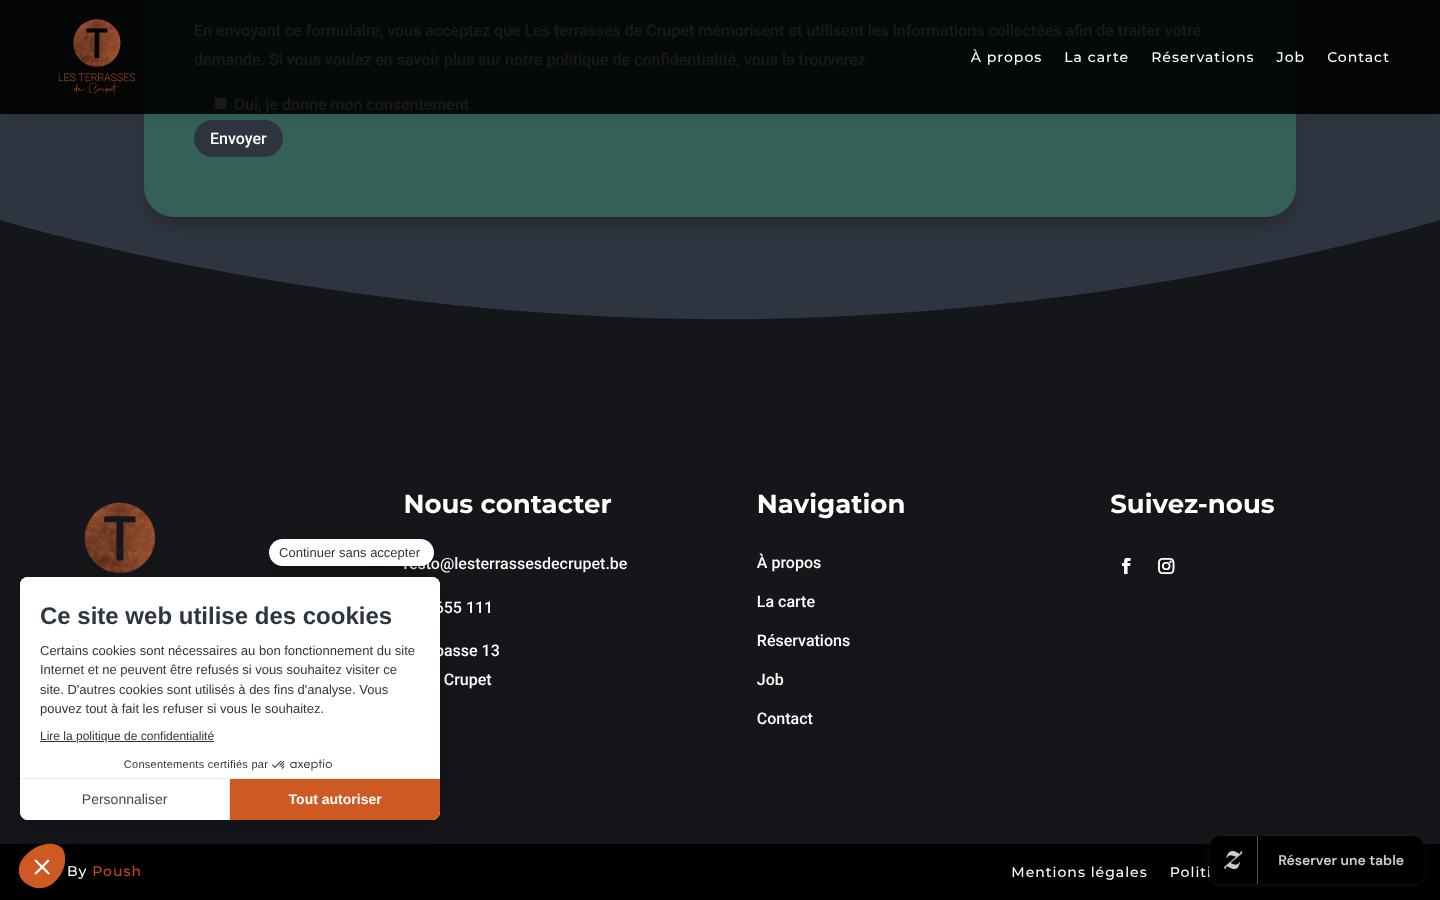 En envoyant ce formulaire, vous acceptez que Les terrasses de Crupet mémorisent et utilisent les informations collectées afin de traiter votre
demande. Si vous voulez en savoir plus sur notre politique de confidentialité, vous la trouverez .
Oui, je donne mon consentement
Envoyer
T
LES TERRASSES
de Crupet
À propos
La carte
Réservations
Job
Contact
T
Nous contacter
resto@lesterrassesdecrupet.be
655 111
basse 13
Crupet
Navigation
À propos
La carte
Réservations
Job
Contact
Suivez-nous
Continuer sans accepter
Ce site web utilise des cookies
Certains cookies sont nécessaires au bon fonctionnement du site
Internet et ne peuvent être refusés si vous souhaitez visiter ce
site. D'autres cookies sont utilisés à des fins d'analyse. Vous
pouvez tout à fait les refuser si vous le souhaitez.
Lire la politique de confidentialité
Consentements certifiés par axeptio
Personnaliser
Tout autoriser
By Poush
Mentions légales
Politi
Réserver une table